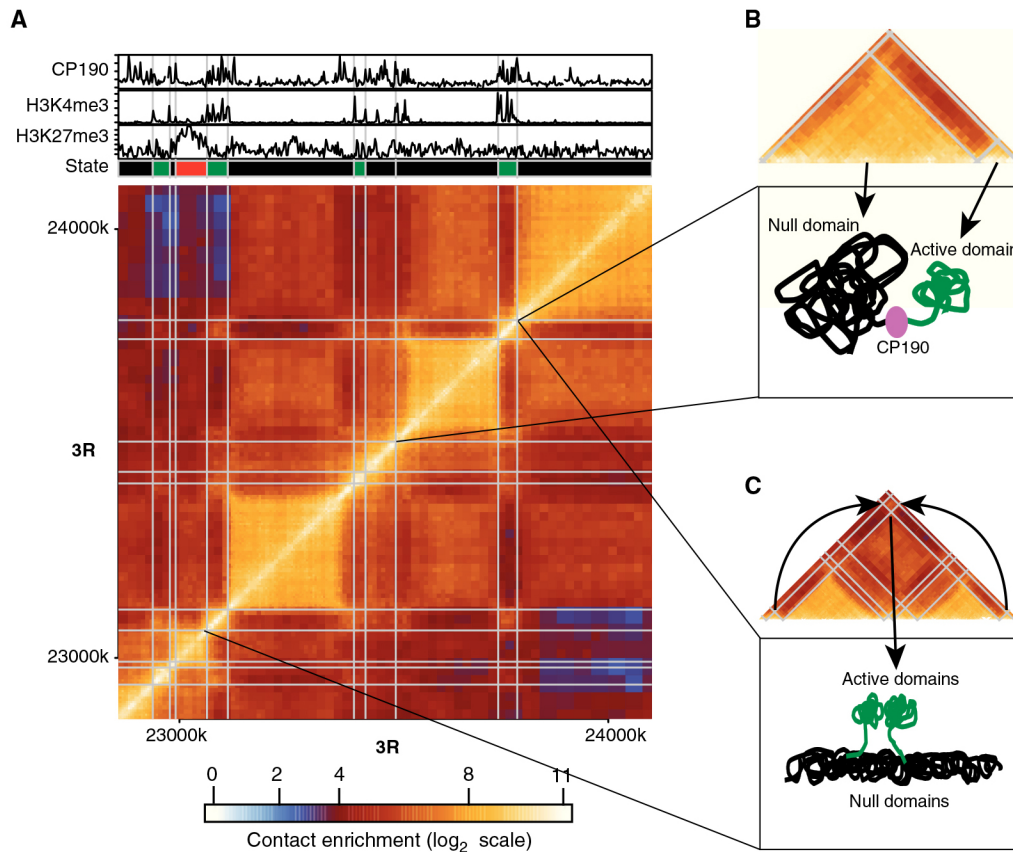 A
CP190
H3K4me3
H3K27me3
State
24000k
3R
23000k
23000k
3R
24000k
0 2 4 8 11
Contact enrichment (log2 scale)
B
Null domain
Active domain
CP190
C
Active domains
Null domains